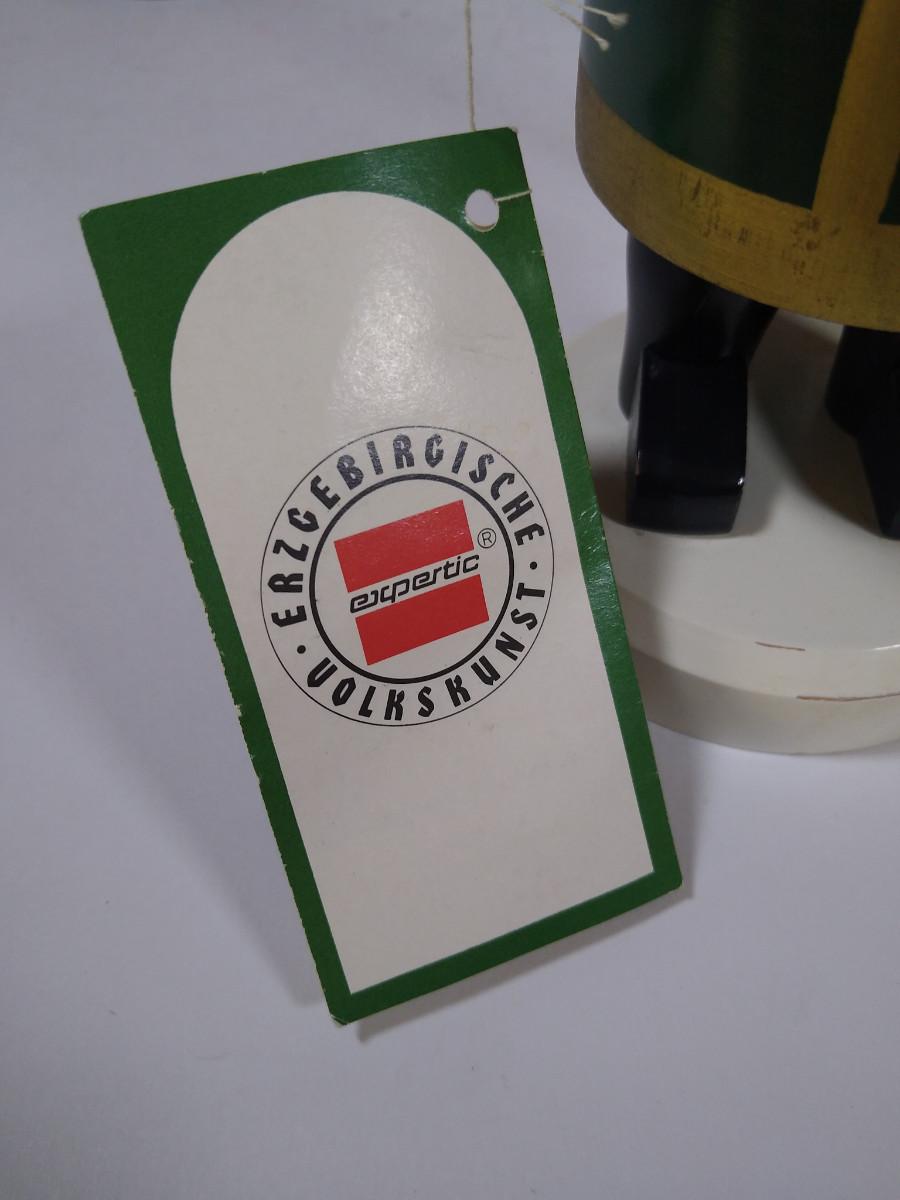 ERZGEBIRGISCHE
expertic ®
· VOLKSKUNST ·